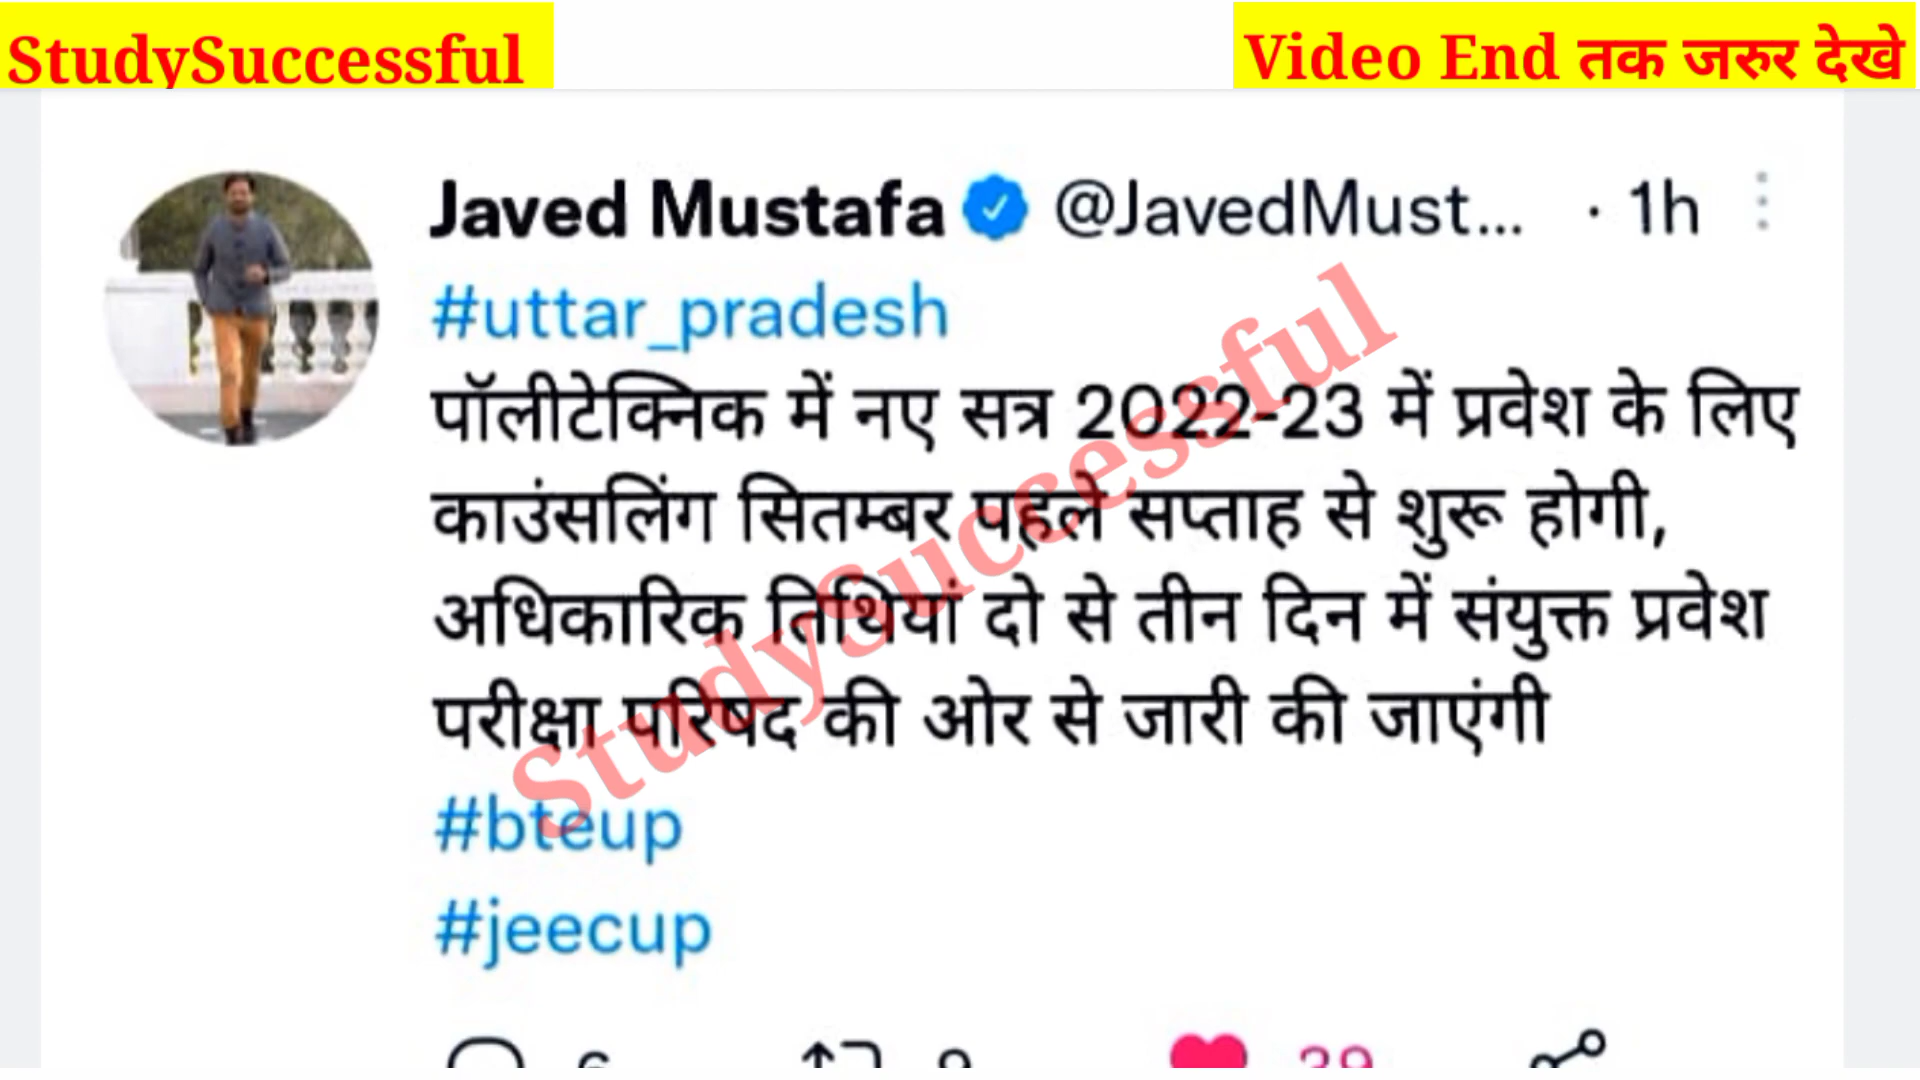 StudySuccessful
Video End तक जरुर देखे
Javed Mustafa @JavedMust... · 1h
#uttar_pradesh
पॉलीटेक्निक में नए सत्र 2022-23 में प्रवेश के लिए
काउंसलिंग सितम्बर पहले सप्ताह से शुरू होगी,
अधिकारिक तिथियां दो से तीन दिन में संयुक्त प्रवेश
परीक्षा परिषद की ओर से जारी की जाएंगी
StudySuccessful
#bteup
#jeecup